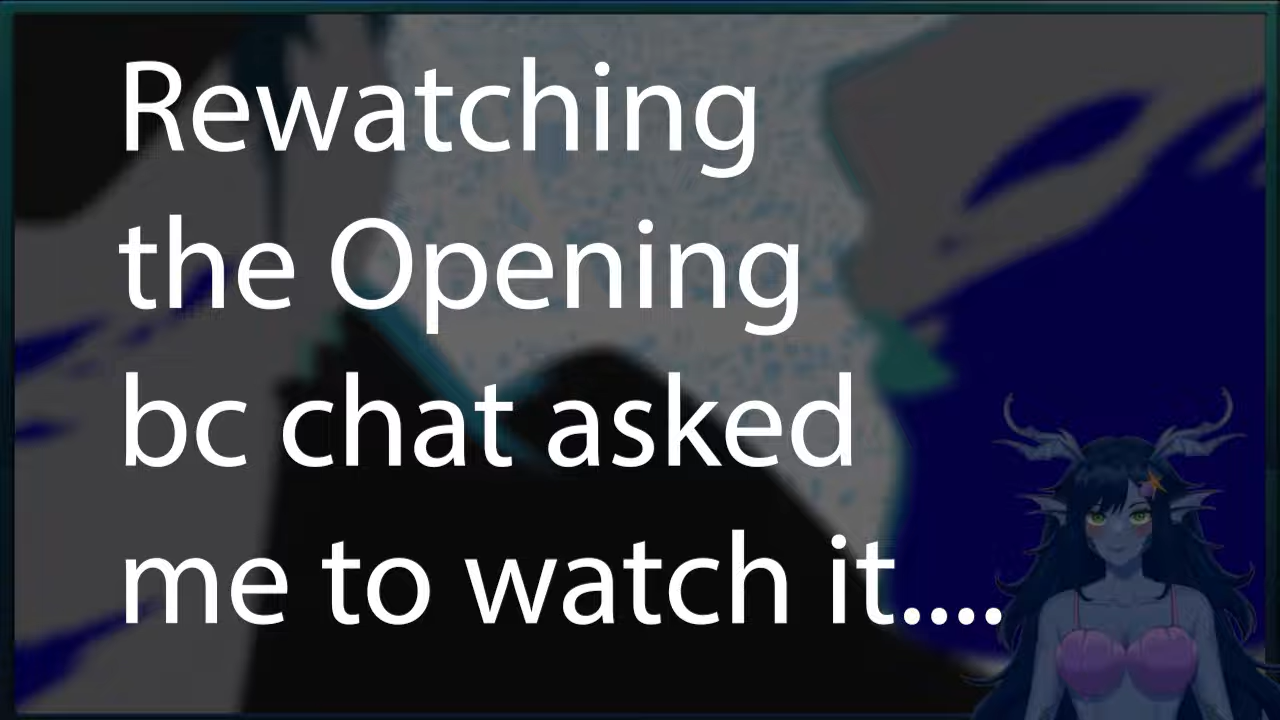 Rewatching
the Opening
bc chat asked
me to watch it....